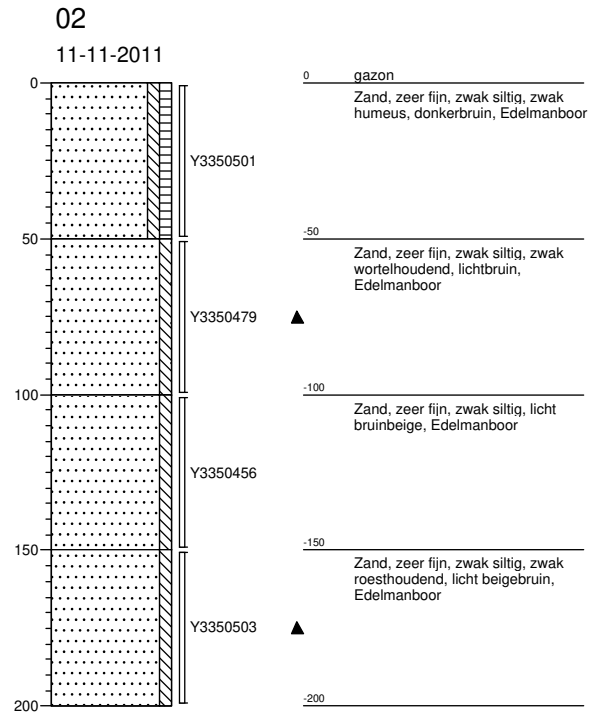 02
11-11-2011
0
0
gazon
Zand, zeer fijn, zwak siltig, zwak
humeus, donkerbruin, Edelmanboor
Y3350501
50
-50
Zand, zeer fijn, zwak siltig, zwak
wortelhoudend, lichtbruin,
Edelmanboor
Y3350479
100
-100
Zand, zeer fijn, zwak siltig, licht
bruinbeige, Edelmanboor
Y3350456
150
-150
Zand, zeer fijn, zwak siltig, zwak
roesthoudend, licht beigebruin,
Edelmanboor
Y3350503
200
-200